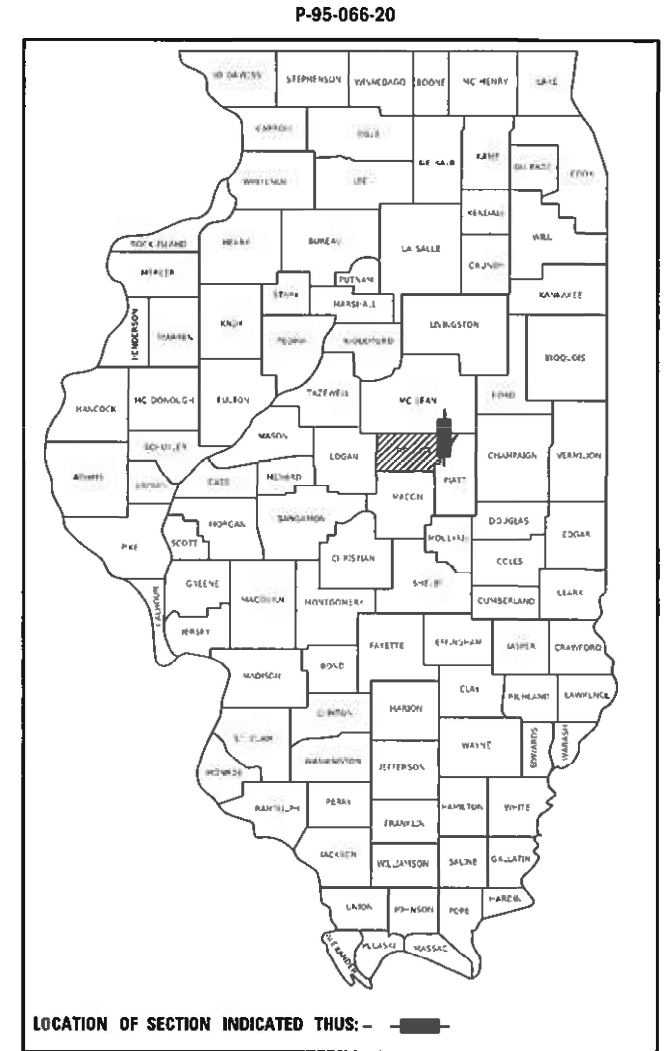 P-95-066-20
JO DAVIESS STEPHENSON WINNEBAGO BOONE MC HENRY LAKE
CARROLL OGLE
DE KALB KANE DU PAGE COOK
WHITESIDE LEE
KENDALL
ROCK ISLAND HENRY BUREAU LA SALLE WILL
MERCER PUTNAM GRUNDY
STARK MARSHALL KANKAKEE
HENDERSON WARREN KNOX PEORIA WOODFORD LIVINGSTON
IROQUOIS
HANCOCK MC DONOUGH FULTON TAZEWELL MC LEAN FORD
MASON
SCHUYLER LOGAN CHAMPAIGN VERMILION
ADAMS CASS MENARD PIATT
MACON
MORGAN SANGAMON DOUGLAS
PIKE SCOTT MOULTRIE EDGAR
CHRISTIAN COLES
GREENE SHELBY CLARK
CALHOUN MACOUPIN MONTGOMERY CUMBERLAND
JERSEY
FAYETTE EFFINGHAM JASPER CRAWFORD
BOND
MADISON CLAY
RICHLAND LAWRENCE
CLINTON MARION
ST CLAIR WAYNE EDWARDS WABASH
MONROE WASHINGTON JEFFERSON
RANDOLPH PERRY HAMILTON WHITE
FRANKLIN
JACKSON WILLIAMSON SALINE GALLATIN
HARDIN
UNION JOHNSON POPE
ALEXANDER PULASKI MASSAC
LOCATION OF SECTION INDICATED THUS: -